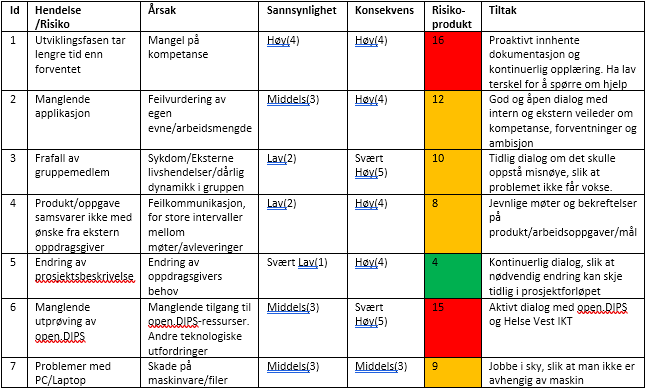 Id Hendelse /Risiko Årsak Sannsynlighet Konsekvens Risiko-produkt Tiltak
1 Utviklingsfasen tar lengre tid enn forventet Mangel på kompetanse Høy(4) Høy(4) 16 Proaktivt innhente dokumentasjon og kontinuerlig opplæring. Ha lav terskel for å spørre om hjelp
2 Manglende applikasjon Feilvurdering av egen evne/arbeidsmengde Middels(3) Høy(4) 12 God og åpen dialog med intern og ekstern veileder om kompetanse, forventninger og ambisjon
3 Frafall av gruppemedlem Sykdom/Eksterne livshendelser/dårlig dynamikk i gruppen Lav(2) Svært Høy(5) 10 Tidlig dialog om det skulle oppstå misnøye, slik at problemet ikke får vokse.
4 Produkt/oppgave samsvarer ikke med ønske fra ekstern oppdragsgiver Feilkommunikasjon, for store intervaller mellom møter/avleveringer Lav(2) Høy(4) 8 Jevnlige møter og bekreftelser på produkt/arbeidsoppgaver/mål
5 Endring av prosjektsbeskrivelse Endring av oppdragsgivers behov Svært Lav(1) Høy(4) 4 Kontinuerlig dialog, slik at nødvendig endring kan skje tidlig i prosjektforløpet
6 Manglende utprøving av open.DIPS Manglende tilgang til open.DIPS-ressurser. Andre teknologiske utfordringer Middels(3) Svært Høy(5) 15 Aktivt dialog med open.DIPS og Helse Vest IKT
7 Problemer med PC/Laptop Skade på maskinvare/filer Middels(3) Middels(3) 9 Jobbe i sky, slik at man ikke er avhengig av maskin